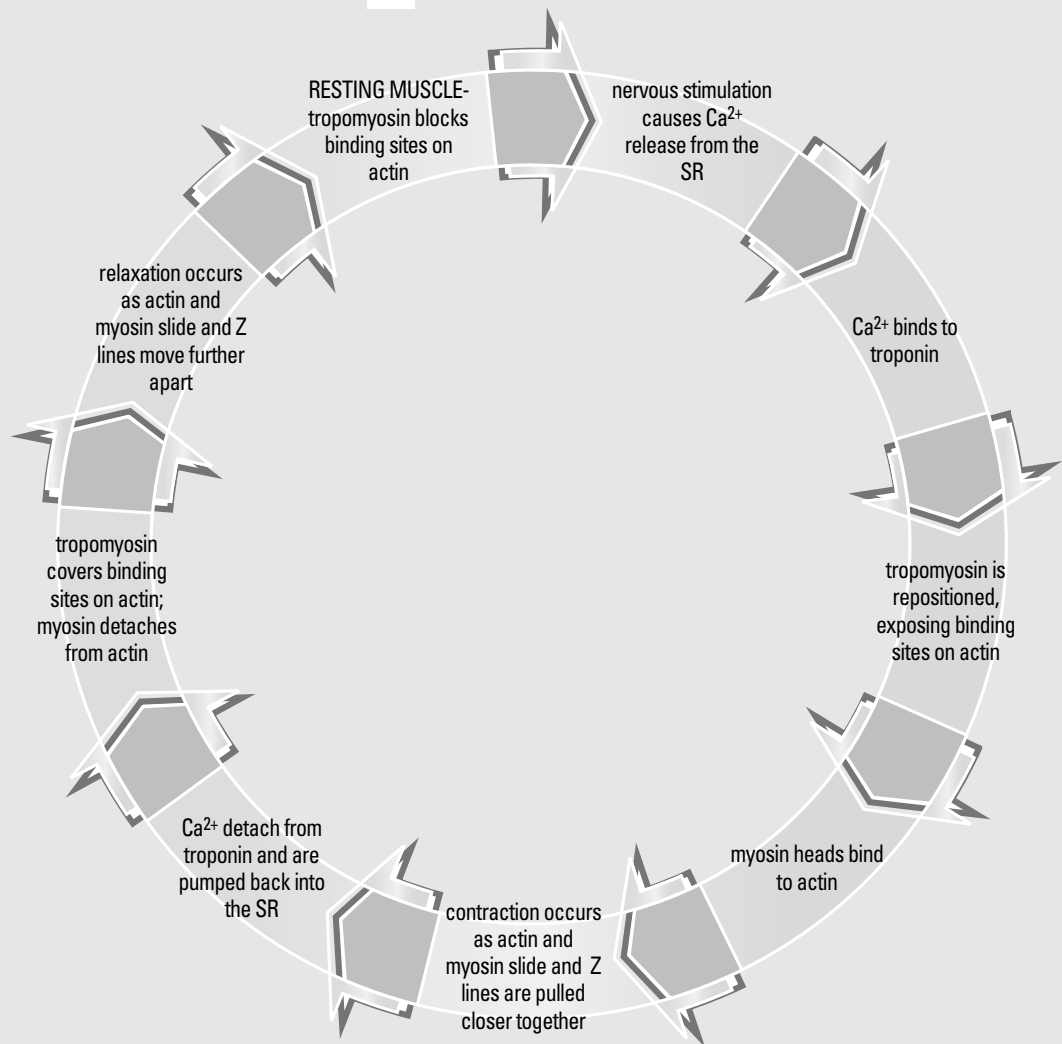 RESTING MUSCLE-
tropomyosin blocks
binding sites on
actin
nervous stimulation
causes Ca²⁺
release from the
SR
Ca²⁺ binds to
troponin
tropomyosin is
repositioned,
exposing binding
sites on actin
myosin heads bind
to actin
contraction occurs
as actin and
myosin slide and Z
lines are pulled
closer together
Ca²⁺ detach from
troponin and are
pumped back into
the SR
tropomyosin
covers binding
sites on actin;
myosin detaches
from actin
relaxation occurs
as actin and
myosin slide and Z
lines move further
apart